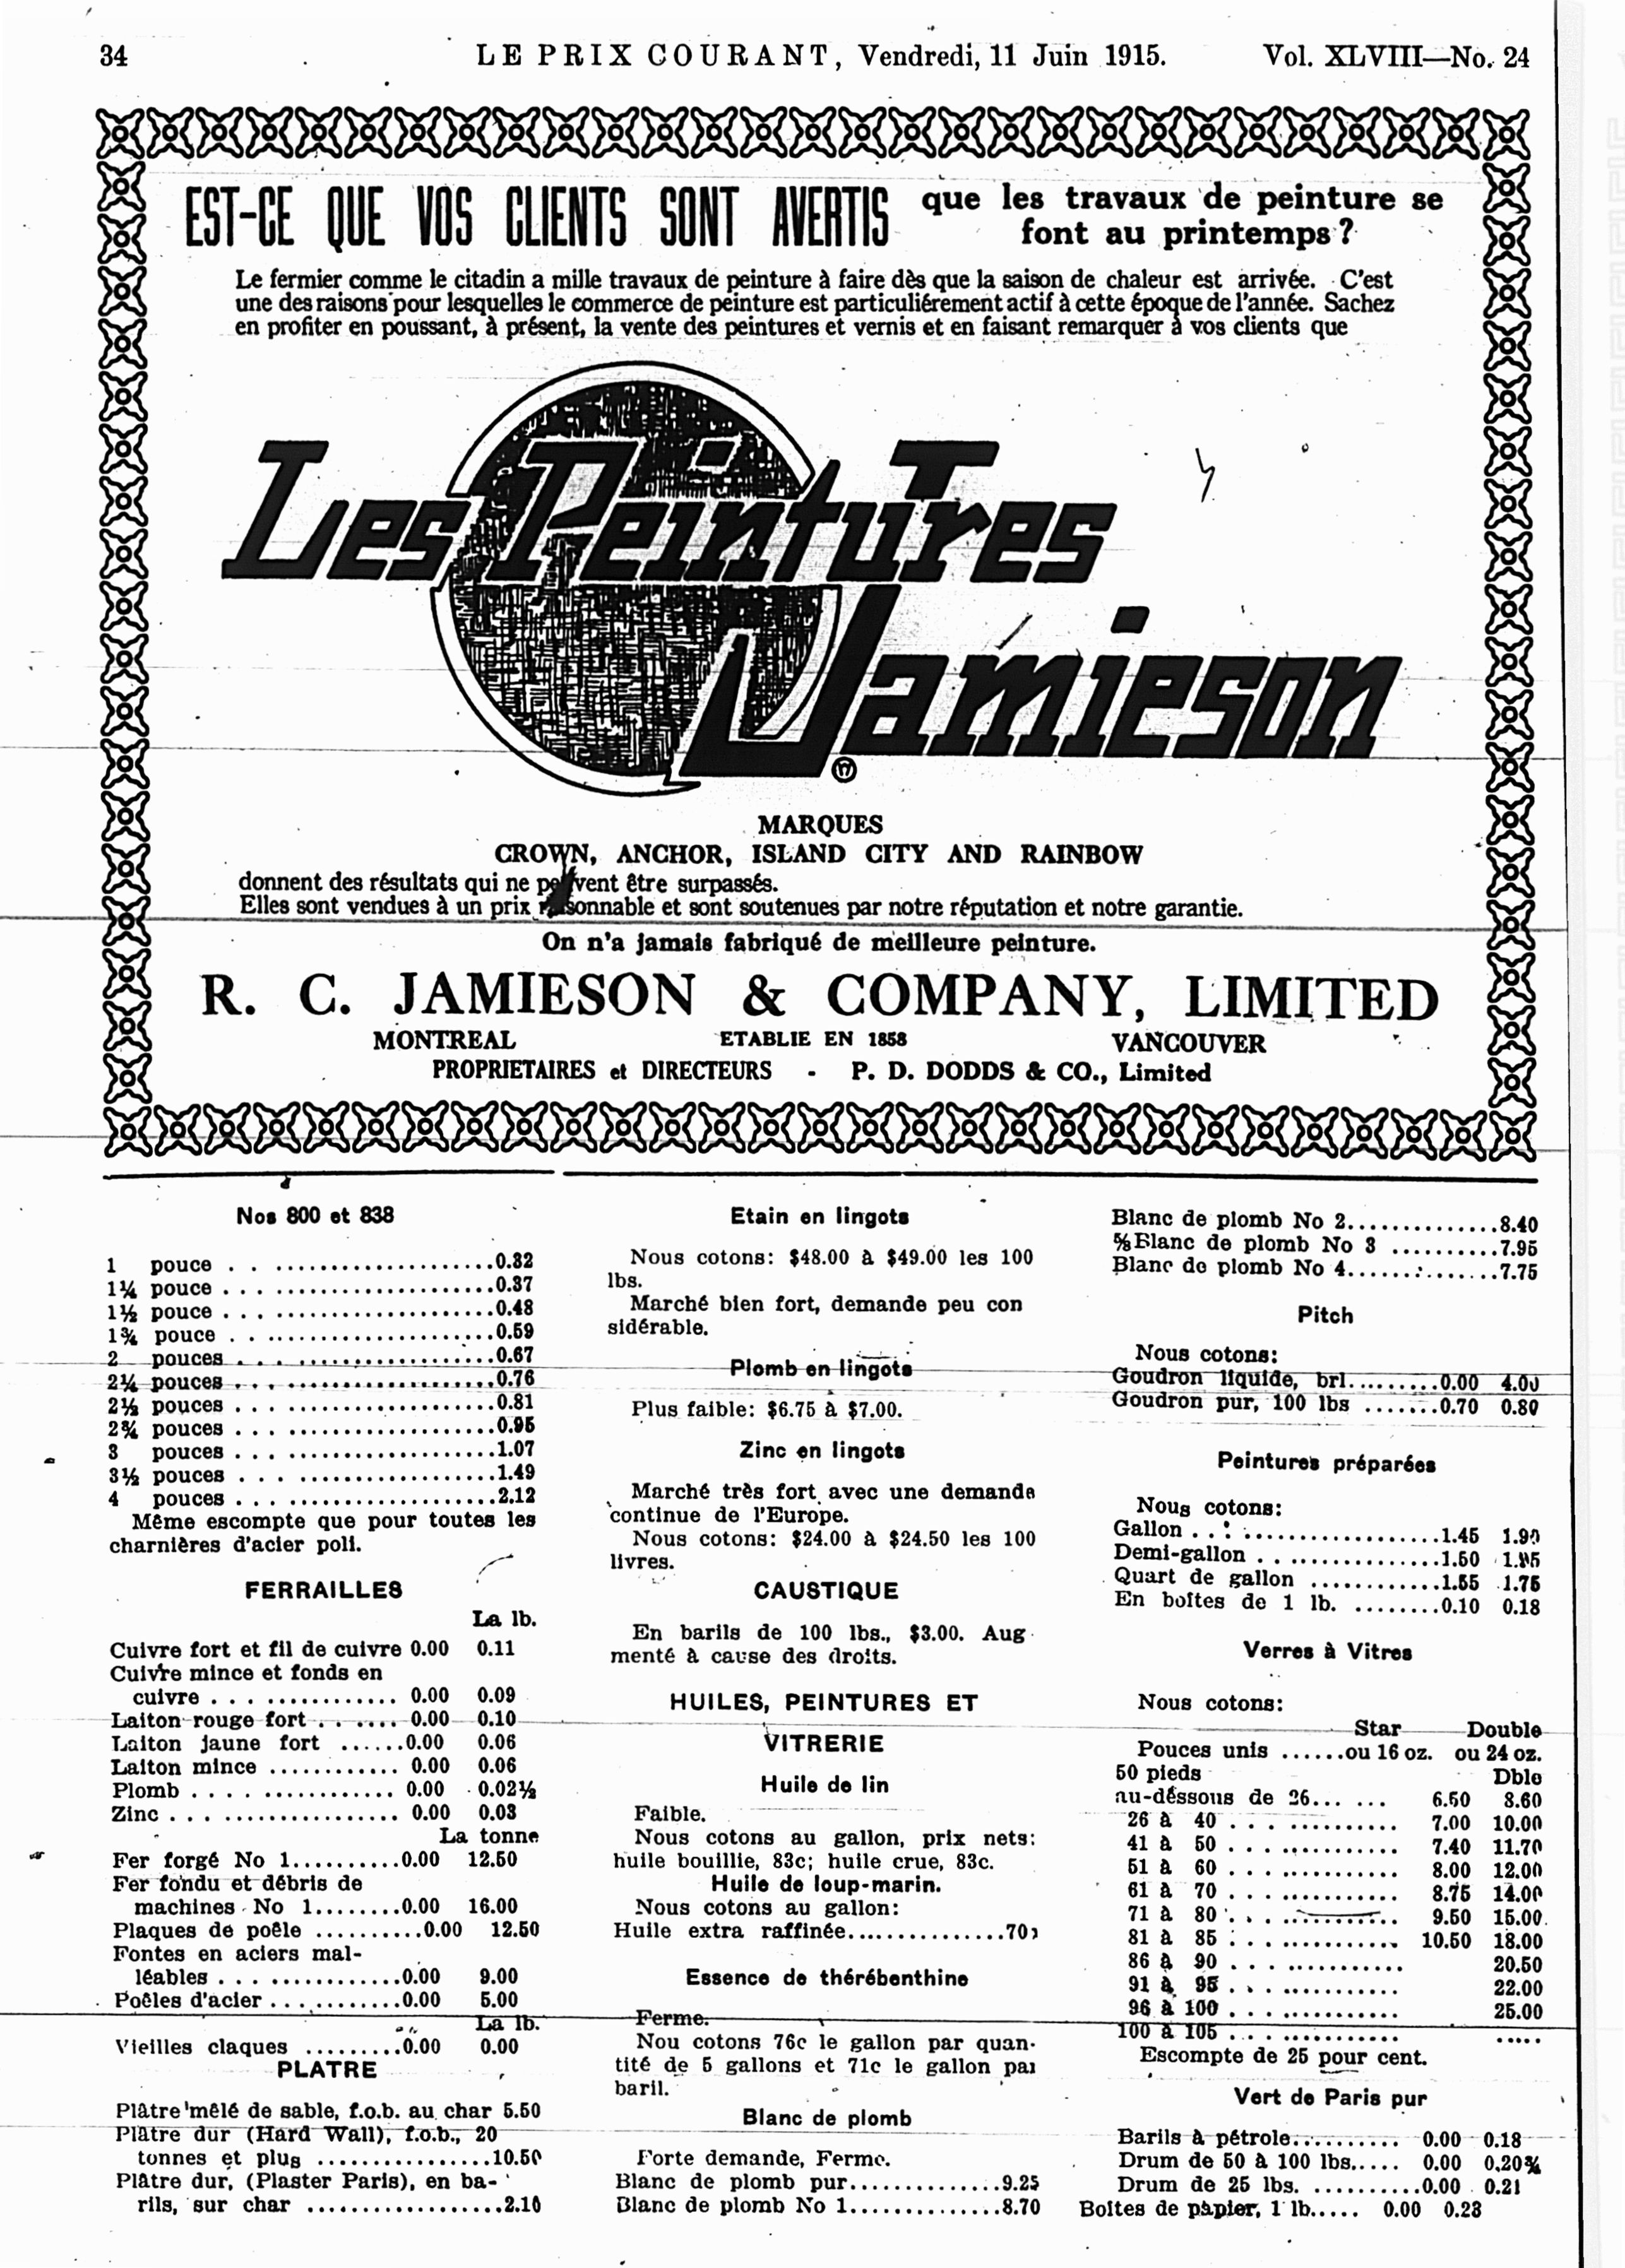 34
LE PRIX COURANT, Vendredi, 11 Juin 1915.
Vol. XLVIII—No. 24
EST-CE QUE VOS CLIENTS SONT AVERTIS
que les travaux de peinture se
font au printemps?
Le fermier comme le citadin a mille travaux de peinture à faire dès que la saison de chaleur est arrivée. C'est
une des raisons pour lesquelles le commerce de peinture est particuliérement actif à cette époque de l'année. Sachez
en profiter en poussant, à présent, la vente des peintures et vernis et en faisant remarquer à vos clients que
Les Peintures
Jamieson
MARQUES
CROWN, ANCHOR, ISLAND CITY AND RAINBOW
donnent des résultats qui ne peuvent être surpassés.
Elles sont vendues à un prix raisonnable et sont soutenues par notre réputation et notre garantie.
On n'a jamais fabriqué de meilleure peinture.
R. C. JAMIESON & COMPANY, LIMITED
MONTREAL ETABLIE EN 1858 VANCOUVER
PROPRIETAIRES et DIRECTEURS - P. D. DODDS & CO., Limited
Nos 800 et 838
1 pouce . . ....................0.32
1¼ pouce . . . ....................0.37
1½ pouce . . . ....................0.48
1¾ pouce . . ....................0.59
2 pouces . . . ..................0.67
2¼ pouces . . . ..................0.76
2½ pouces . . . ..................0.81
2¾ pouces . . . ..................0.95
3 pouces . . . ..................1.07
3½ pouces . . . ..................1.49
4 pouces . . . ..................2.12
Même escompte que pour toutes les
charnières d'acier poli.
FERRAILLES
La lb.
Cuivre fort et fil de cuivre 0.00 0.11
Cuivre mince et fonds en
cuivre . . . ............ 0.00 0.09
Laiton rouge fort . . ..... 0.00 0.10
Laiton jaune fort ......0.00 0.06
Laiton mince ............ 0.00 0.06
Plomb . . . . ............ 0.00 0.02½
Zinc . . . ................ 0.00 0.03
La tonne
Fer forgé No 1..........0.00 12.50
Fer fondu et débris de
machines No 1........0.00 16.00
Plaques de poêle ..........0.00 12.50
Fontes en aciers mal-
léables . . . ............0.00 9.00
Poêles d'acier . . . .........0.00 5.00
La lb.
Vieilles claques .........0.00 0.00
PLATRE
Plâtre mêlé de sable, f.o.b. au char 5.50
Plâtre dur (Hard Wall), f.o.b., 20
tonnes et plus ................10.50
Plâtre dur, (Plaster Paris), en ba-
rils, sur char ..................2.10
Etain en lingots
Nous cotons: $48.00 à $49.00 les 100
lbs.
Marché bien fort, demande peu con
sidérable.
Plomb en lingots
Plus faible: $6.75 à $7.00.
Zinc en lingots
Marché très fort avec une demande
continue de l'Europe.
Nous cotons: $24.00 à $24.50 les 100
livres.
CAUSTIQUE
En barils de 100 lbs., $3.00. Aug
menté à cause des droits.
HUILES, PEINTURES ET
VITRERIE
Huile de lin
Faible.
Nous cotons au gallon, prix nets:
huile bouillie, 83c; huile crue, 83c.
Huile de loup-marin.
Nous cotons au gallon:
Huile extra raffinée...............70
Essence de thérébenthine
Ferme.
Nou cotons 76c le gallon par quan-
tité de 5 gallons et 71c le gallon par
baril.
Blanc de plomb
Forte demande, Ferme.
Blanc de plomb pur..............9.25
Blanc de plomb No 1..............8.70
Blanc de plomb No 2..............8.40
Blanc de plomb No 3 ..........7.95
Blanc de plomb No 4..............7.75
Pitch
Nous cotons:
Goudron liquide, brl.........0.00 4.00
Goudron pur, 100 lbs .......0.70 0.80
Peintures préparées
Nous cotons:
Gallon . . . ..................1.45 1.90
Demi-gallon . . ...............1.50 1.95
Quart de gallon ............1.55 1.75
En boîtes de 1 lb. ........0.10 0.18
Verres à Vitres
Nous cotons:
Star Double
Pouces unis ......ou 16 oz. ou 24 oz.
50 pieds Dble
au-dessous de 26... ... 6.50 8.60
26 à 40 . . . ........... 7.00 10.00
41 à 50 . . . ........... 7.40 11.70
51 à 60 . . . ........... 8.00 12.00
61 à 70 . . . ........... 8.75 14.00
71 à 80 . . . ........... 9.50 15.00
81 à 85 . . . ........... 10.50 18.00
86 à 90 . . . ........... 20.50
91 à 95 . . . ........... 22.00
96 à 100 . . . ........... 25.00
100 à 105 . . . ........... .....
Escompte de 25 pour cent.
Vert de Paris pur
Barils à pétrole.......... 0.00 0.18
Drum de 50 à 100 lbs..... 0.00 0.20¾
Drum de 25 lbs. ..........0.00 0.21
Boîtes de papier, 1 lb..... 0.00 0.23